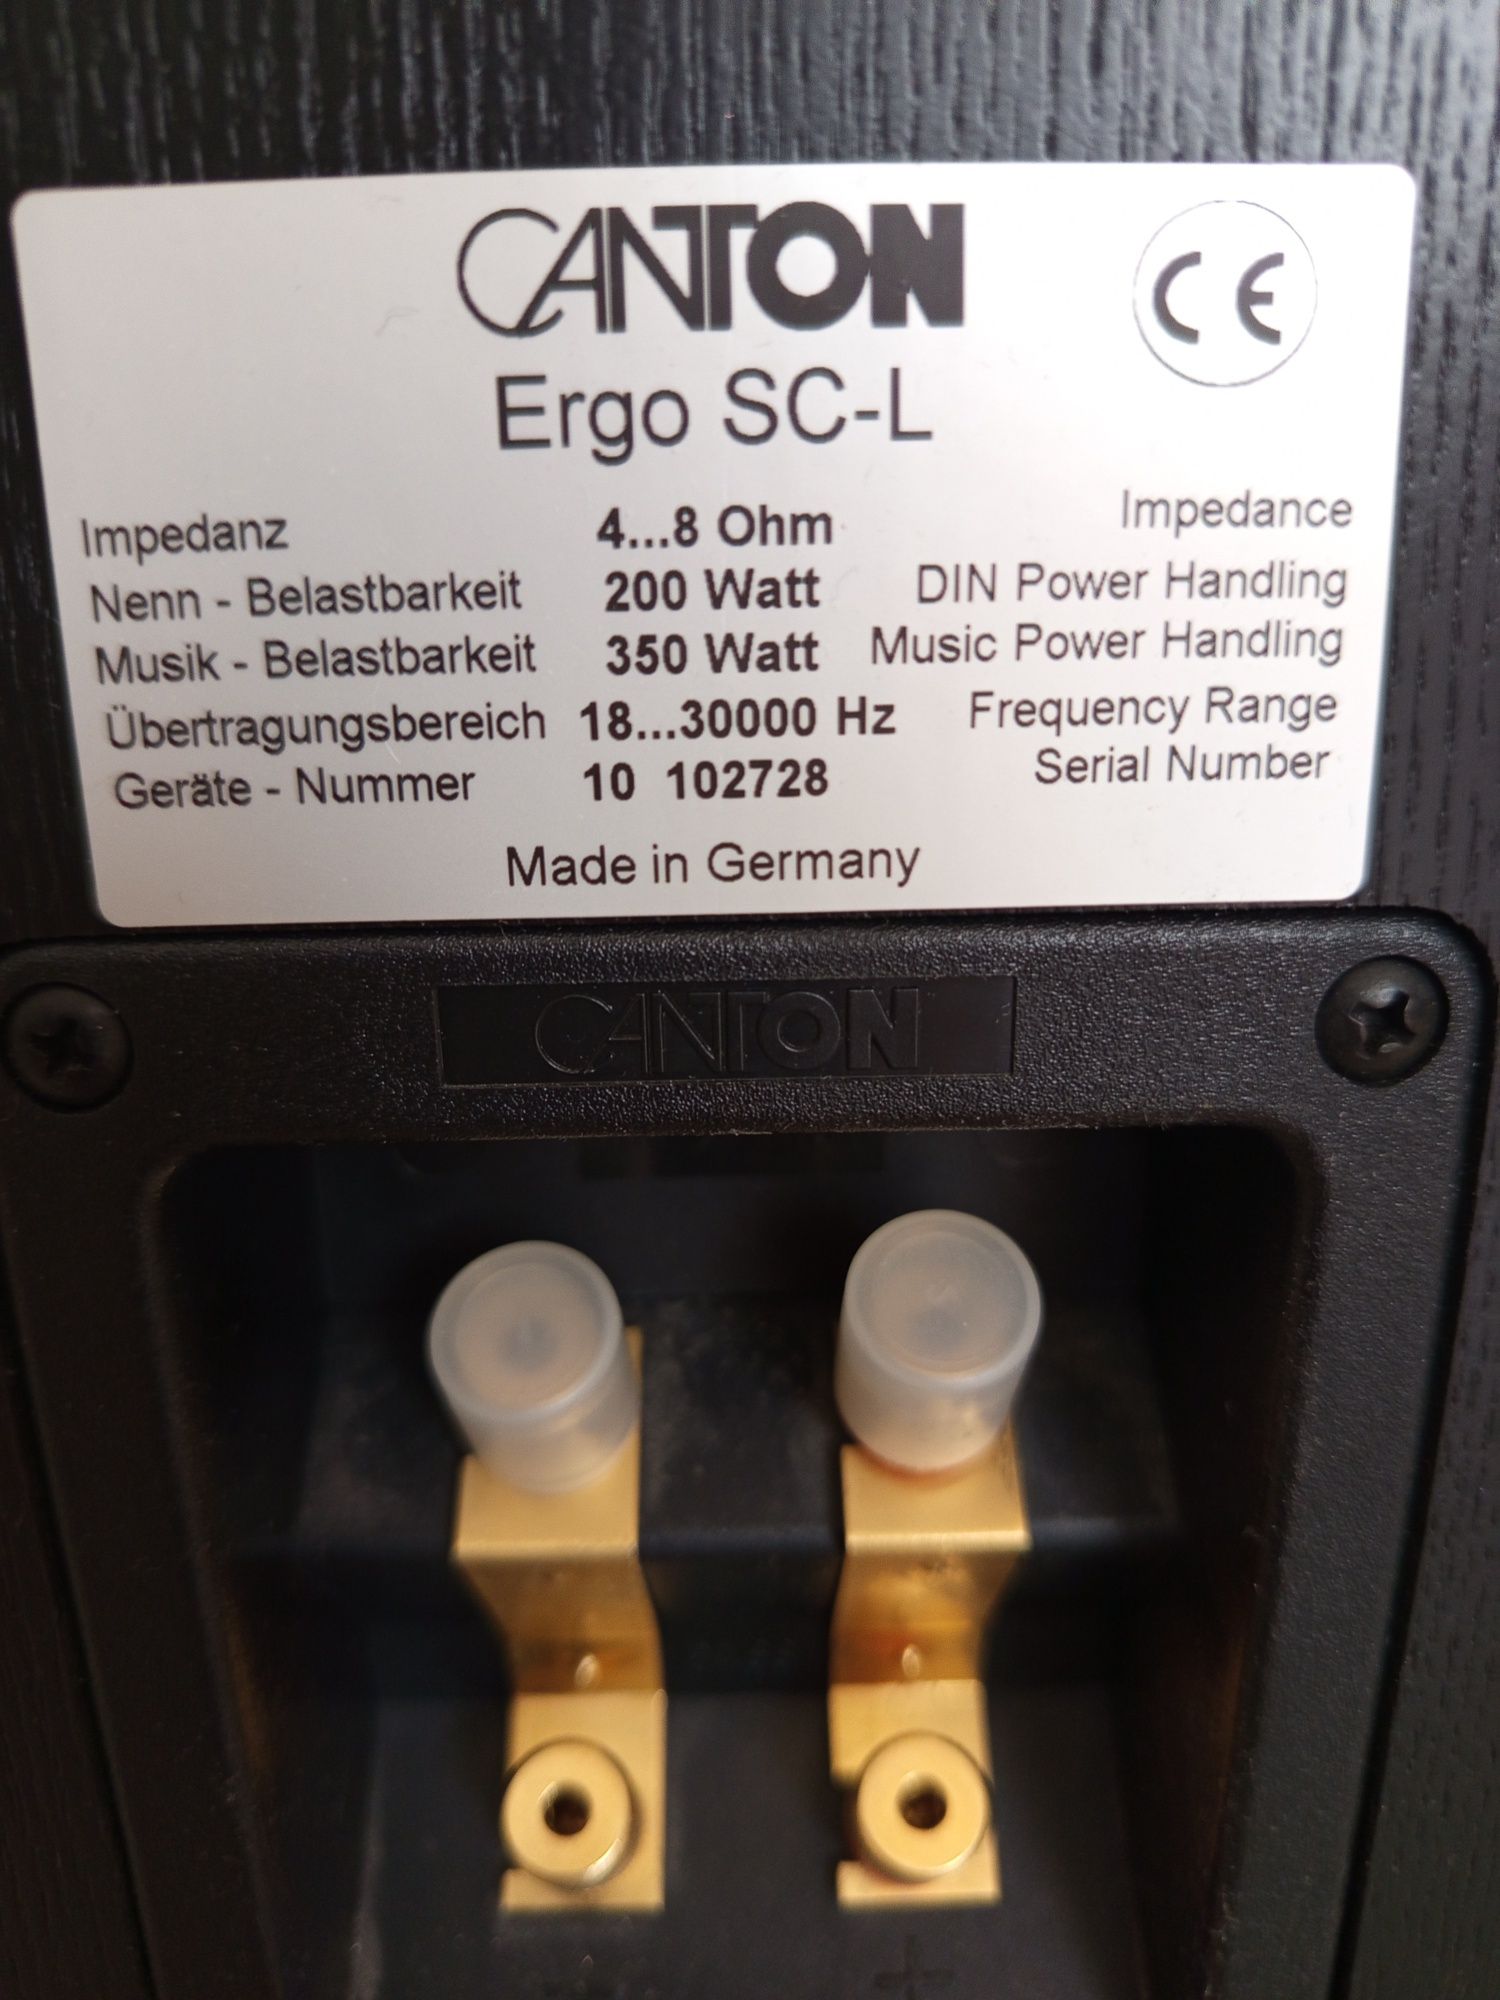 CANTON
CE
Ergo SC-L
Impedanz 4...8 Ohm Impedance
Nenn - Belastbarkeit 200 Watt DIN Power Handling
Musik - Belastbarkeit 350 Watt Music Power Handling
Übertragungsbereich 18...30000 Hz Frequency Range
Geräte - Nummer 10 102728 Serial Number
Made in Germany
CANTON
- +